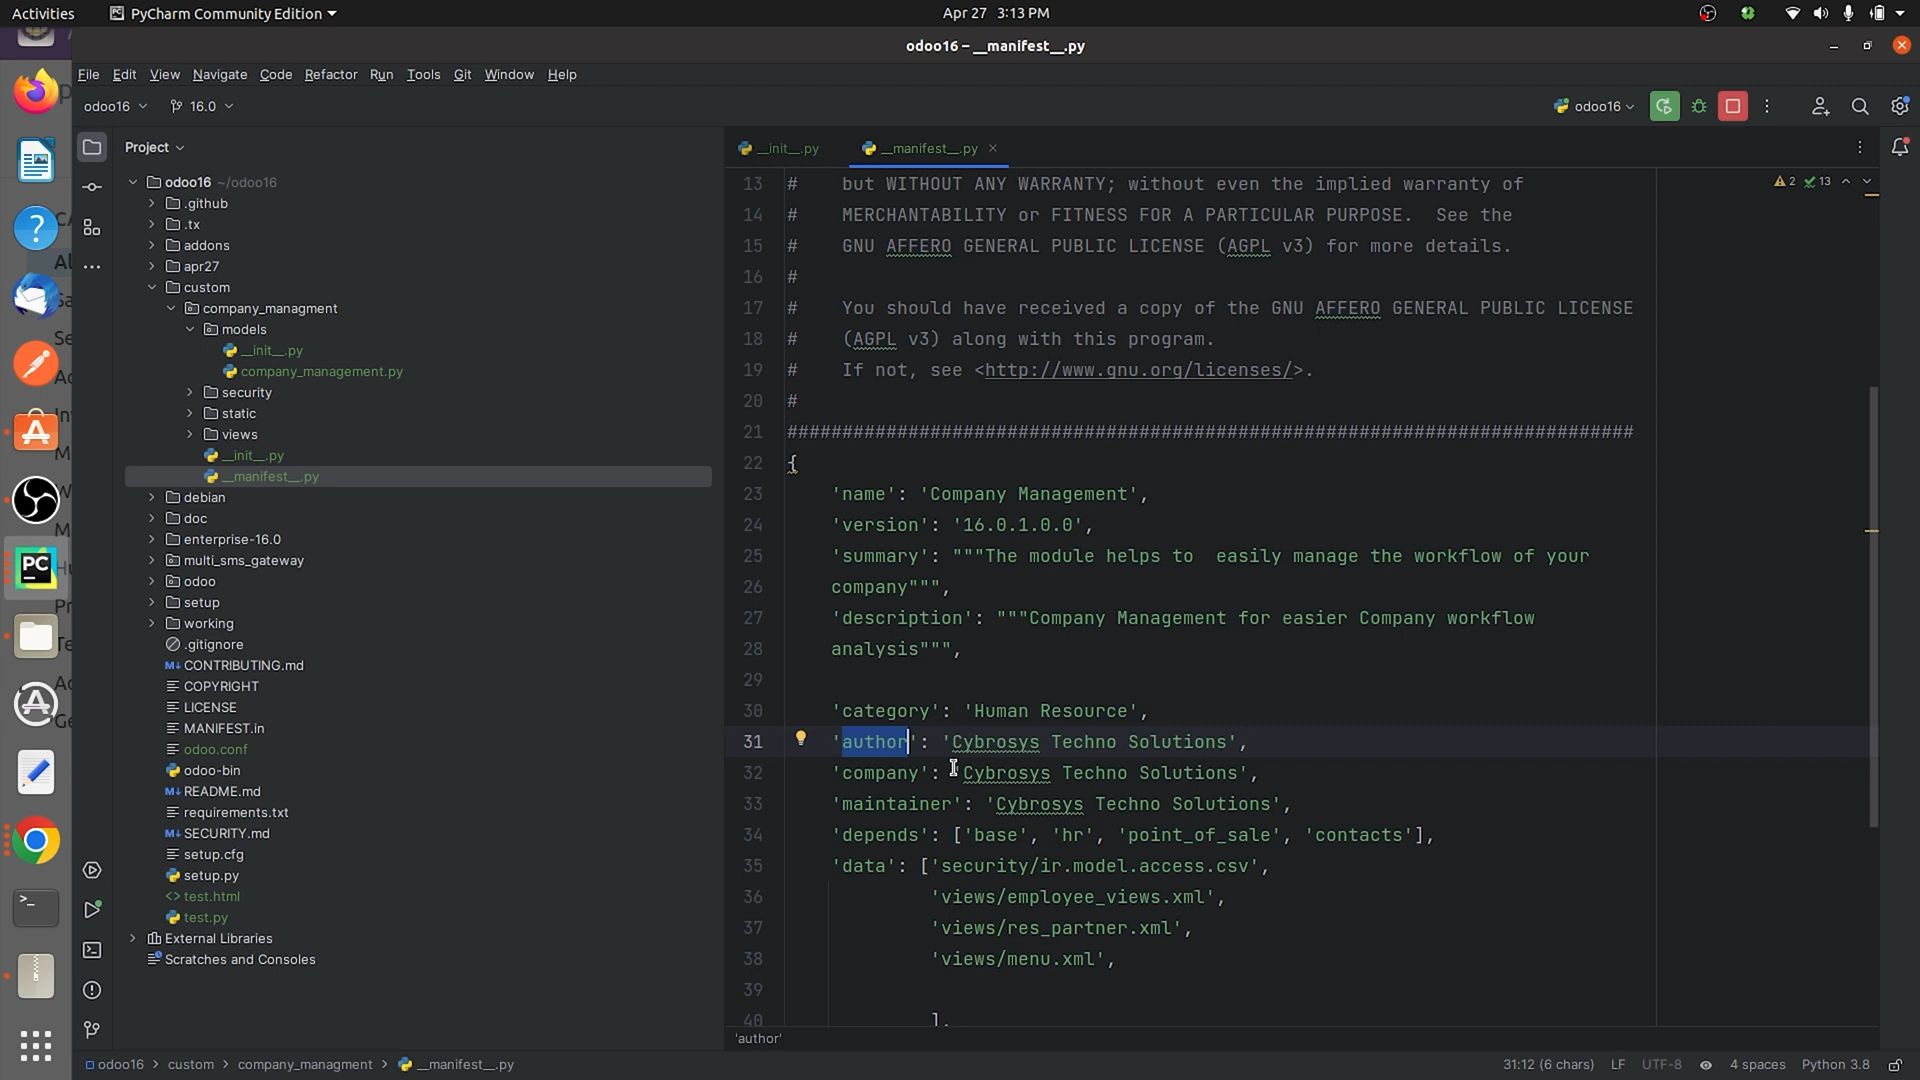 Activities
PyCharm Community Edition
Apr 27 3:13 PM
odoo16 – __manifest__.py
File Edit View Navigate Code Refactor Run Tools Git Window Help
odoo16
16.0
odoo16
Project
__init__.py
__manifest__.py
odoo16 ~/odoo16
.github
.tx
addons
apr27
custom
company_managment
models
__init__.py
company_management.py
security
static
views
__init__.py
__manifest__.py
debian
doc
enterprise-16.0
multi_sms_gateway
odoo
setup
working
.gitignore
CONTRIBUTING.md
COPYRIGHT
LICENSE
MANIFEST.in
odoo.conf
odoo-bin
README.md
requirements.txt
SECURITY.md
setup.cfg
setup.py
test.html
test.py
External Libraries
Scratches and Consoles
2 13
13 # but WITHOUT ANY WARRANTY; without even the implied warranty of
14 # MERCHANTABILITY or FITNESS FOR A PARTICULAR PURPOSE. See the
15 # GNU AFFERO GENERAL PUBLIC LICENSE (AGPL v3) for more details.
16 #
17 # You should have received a copy of the GNU AFFERO GENERAL PUBLIC LICENSE
18 # (AGPL v3) along with this program.
19 # If not, see <http://www.gnu.org/licenses/>.
20 #
21 #############################################################################
22 {
23 'name': 'Company Management',
24 'version': '16.0.1.0.0',
25 'summary': """The module helps to  easily manage the workflow of your
26 company""",
27 'description': """Company Management for easier Company workflow
28 analysis""",
29
30 'category': 'Human Resource',
31 'author': 'Cybrosys Techno Solutions',
32 'company': 'Cybrosys Techno Solutions',
33 'maintainer': 'Cybrosys Techno Solutions',
34 'depends': ['base', 'hr', 'point_of_sale', 'contacts'],
35 'data': ['security/ir.model.access.csv',
36 'views/employee_views.xml',
37 'views/res_partner.xml',
38 'views/menu.xml',
39
40 ],
'author'
odoo16 > custom > company_managment > __manifest__.py
31:12 (6 chars) LF UTF-8 4 spaces Python 3.8